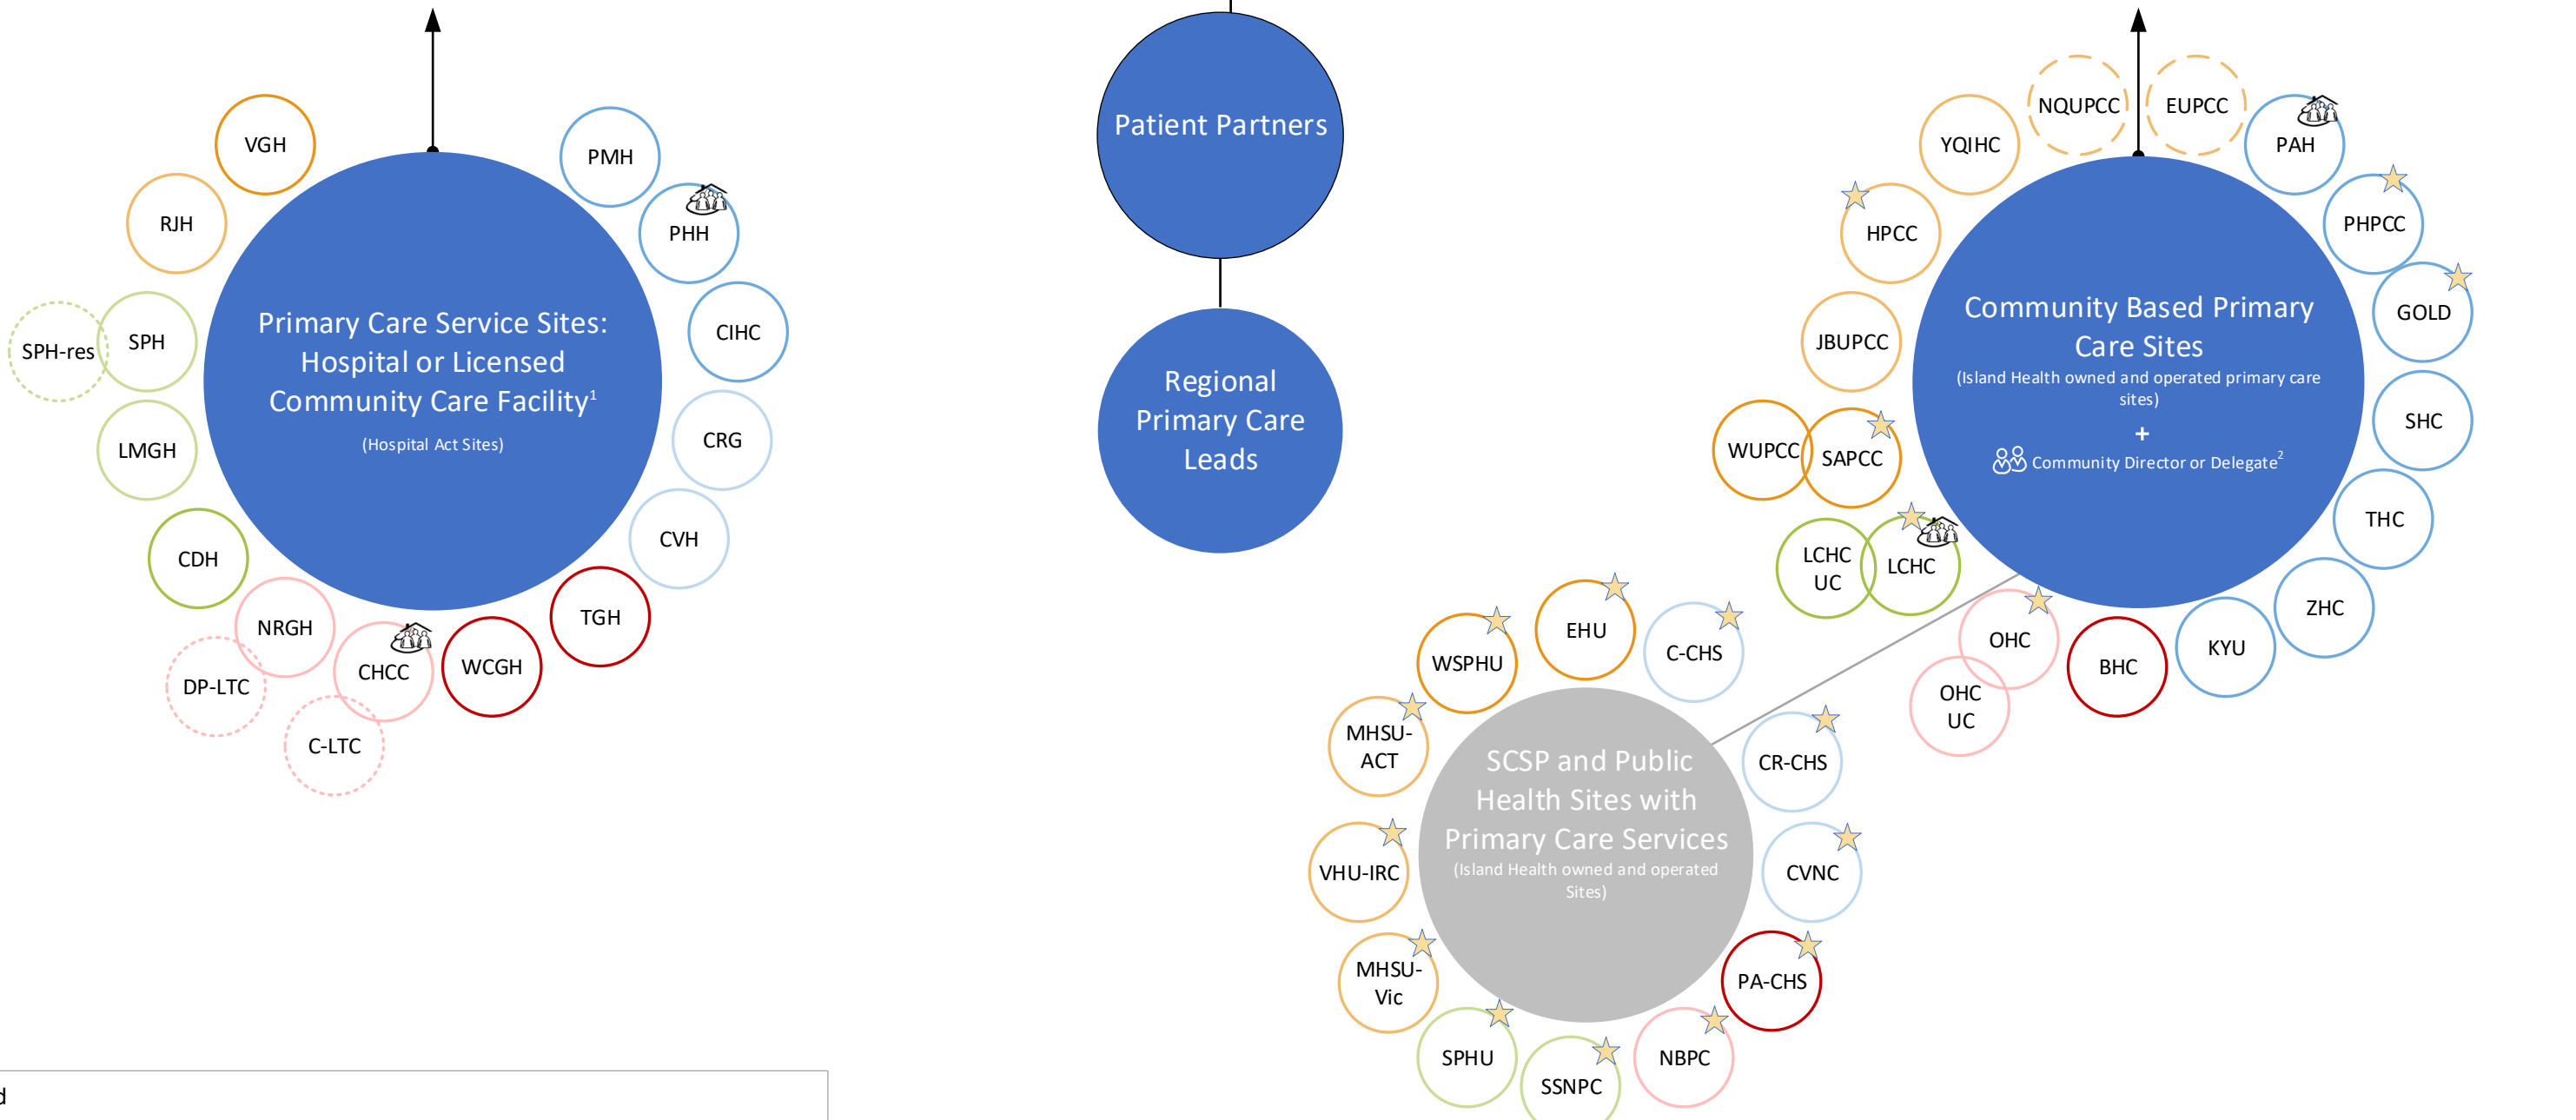 VGH
RJH
SPH-res
SPH
LMGH
CDH
NRGH
DP-LTC
CHCC
C-LTC
WCGH
TGH
CVH
CRG
CIHC
PHH
PMH
Primary Care Service Sites:
Hospital or Licensed
Community Care Facility¹
(Hospital Act Sites)
Patient Partners
Regional
Primary Care
Leads
NQUPCC
EUPCC
YQIHC
PAH
HPCC
PHPCC
JBUPCC
GOLD
WUPCC
SAPCC
SHC
LCHC
UC
LCHC
THC
OHC
OHC
UC
BHC
KYU
ZHC
Community Based Primary
Care Sites
(Island Health owned and operated primary care
sites)
+
Community Director or Delegate²
EHU
C-CHS
WSPHU
MHSU-
ACT
CR-CHS
VHU-IRC
CVNC
MHSU-
Vic
PA-CHS
SPHU
SSNPC
NBPC
SCSP and Public
Health Sites with
Primary Care Services
(Island Health owned and operated
Sites)